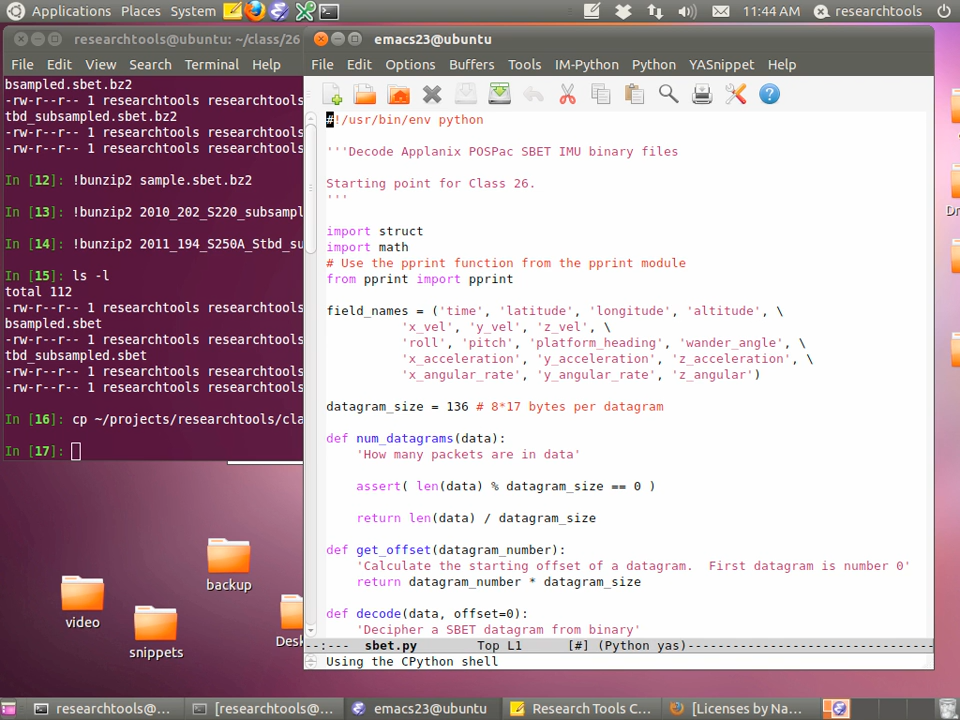 Applications Places System 11:44 AM researchtools
researchtools@ubuntu: ~/class/26
File Edit View Search Terminal Help
bsampled.sbet.bz2
-rw-r--r-- 1 researchtools researchtools
tbd_subsampled.sbet.bz2
-rw-r--r-- 1 researchtools researchtools
-rw-r--r-- 1 researchtools researchtools
In [12]: !bunzip2 sample.sbet.bz2
In [13]: !bunzip2 2010_202_S220_subsampl
In [14]: !bunzip2 2011_194_S250A_Stbd_su
In [15]: ls -l
total 112
-rw-r--r-- 1 researchtools researchtools
bsampled.sbet
-rw-r--r-- 1 researchtools researchtools
tbd_subsampled.sbet
-rw-r--r-- 1 researchtools researchtools
-rw-r--r-- 1 researchtools researchtools
In [16]: cp ~/projects/researchtools/cla
In [17]:
emacs23@ubuntu
File Edit Options Buffers Tools IM-Python Python YASnippet Help
#!/usr/bin/env python
'''Decode Applanix POSPac SBET IMU binary files
Starting point for Class 26.
'''
import struct
import math
# Use the pprint function from the pprint module
from pprint import pprint
field_names = ('time', 'latitude', 'longitude', 'altitude', \
'x_vel', 'y_vel', 'z_vel', \
'roll', 'pitch', 'platform_heading', 'wander_angle', \
'x_acceleration', 'y_acceleration', 'z_acceleration', \
'x_angular_rate', 'y_angular_rate', 'z_angular')
datagram_size = 136 # 8*17 bytes per datagram
def num_datagrams(data):
'How many packets are in data'
assert( len(data) % datagram_size == 0 )
return len(data) / datagram_size
def get_offset(datagram_number):
'Calculate the starting offset of a datagram.  First datagram is number 0'
return datagram_number * datagram_size
def decode(data, offset=0):
'Decipher a SBET datagram from binary'
--:--- sbet.py Top L1 [#] (Python yas)--------------------------------
Using the CPython shell
backup
video
snippets
Desk
Dr
researchtools@... [researchtools@... emacs23@ubuntu Research Tools C... [Licenses by Na...